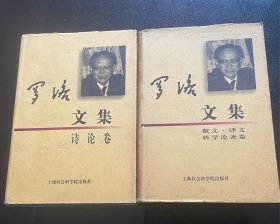 罗洛
文集
诗论卷
上海社会科学院出版社
罗洛
文集
散文·译文
科学论著卷
上海社会科学院出版社